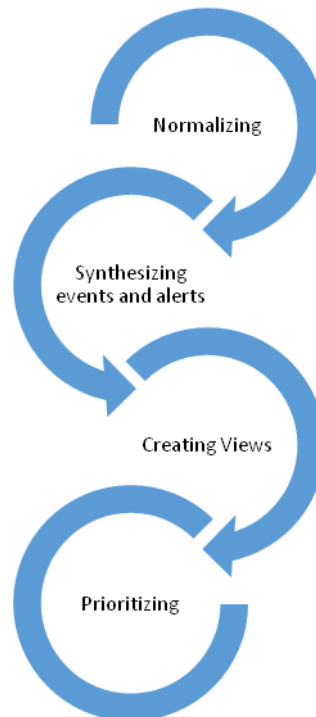 Normalizing
Synthesizing
events and alerts
Creating Views
Prioritizing